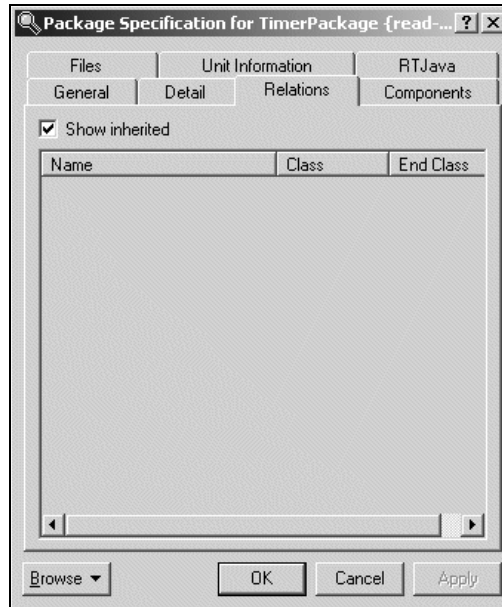 Package Specification for TimerPackage {read-...
Files Unit Information RTJava
General Detail Relations Components
Show inherited
Name Class End Class
Browse OK Cancel Apply